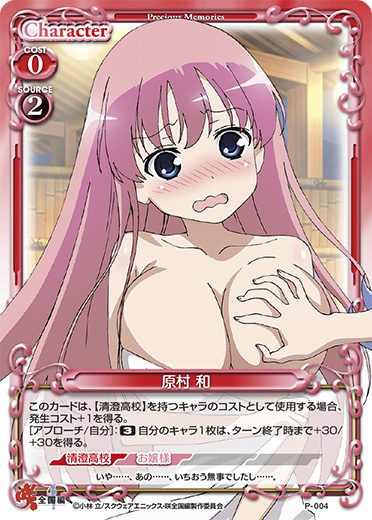 Precious Memories
Character
COST
0
SOURCE
2
原村 和
このカードは、【清澄高校】を持つキャラのコストとして使用する場合、
発生コスト+1を得る。
[アプローチ/自分]:3 自分のキャラ1枚は、ターン終了時まで+30/
+30を得る。
清澄高校 お嬢様
いや……、あの……、いちおう無事でしたし……。
咲 全国編
©小林 立/スクウェアエニックス・咲全国編製作委員会 P-004